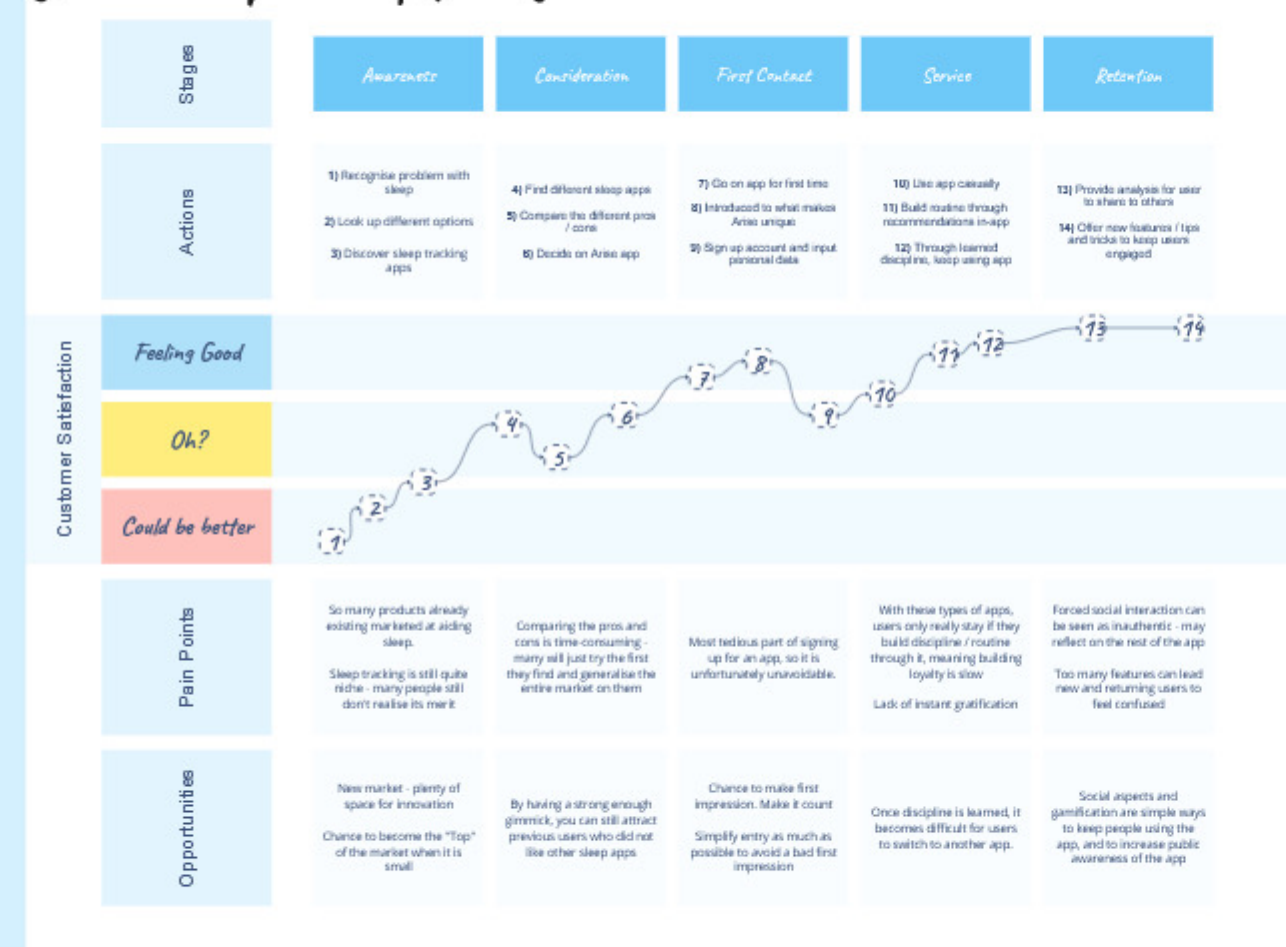 Stages
Awareness
Consideration
First Contact
Service
Retention
Actions
1) Recognise problem with
sleep
2) Look up different options
3) Discover sleep tracking
apps
4) Find different sleep apps
5) Compare the different pros
/ cons
6) Decide on Arise app
7) Go on app for first time
8) Introduced to what makes
Arise unique
9) Sign up account and input
personal data
10) Use app casually
11) Build routine through
recommendations in-app
12) Through learned
discipline, keep using app
13) Provide analysis for user
to share to others
14) Offer new features / tips
and tricks to keep users
engaged
Customer Satisfaction
Feeling Good
Oh?
Could be better
1
2
3
4
5
6
7
8
9
10
11
12
13
14
Pain Points
So many products already
existing marketed at aiding
sleep.
Sleep tracking is still quite
niche - many people still
don't realise its merit
Comparing the pros and
cons is time-consuming -
many will just try the first
they find and generalise the
entire market on them
Most tedious part of signing
up for an app, so it is
unfortunately unavoidable.
With these types of apps,
users only really stay if they
build discipline / routine
through it, meaning building
loyalty is slow
Lack of instant gratification
Forced social interaction can
be seen as inauthentic - may
reflect on the rest of the app
Too many features can lead
new and returning users to
feel confused
Opportunities
New market - plenty of
space for innovation
Chance to become the "Top"
of the market when it is
small
By having a strong enough
gimmick, you can still attract
previous users who did not
like other sleep apps
Chance to make first
impression. Make it count
Simplify entry as much as
possible to avoid a bad first
impression
Once discipline is learned, it
becomes difficult for users
to switch to another app.
Social aspects and
gamification are simple ways
to keep people using the
app, and to increase public
awareness of the app